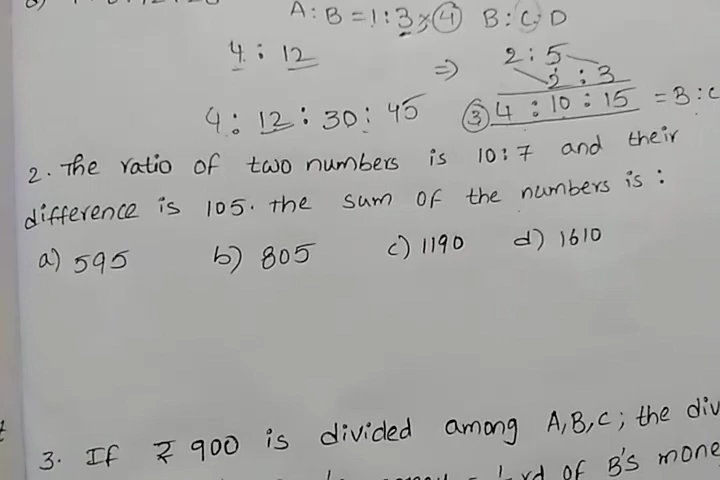 A:B = 1:3×4 B:C:D
4 : 12 2:5
⇒ 2:3
4 : 12 : 30 : 45 3 4 : 10 : 15 = B:C
2. The ratio of two numbers is 10:7 and their
difference is 105. The sum of the numbers is :
a) 595 b) 805 c) 1190 d) 1610
3. If ₹ 900 is divided among A,B,C; the div
rd of B's mone